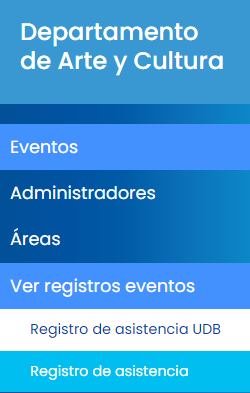 Departamento
de Arte y Cultura
Eventos
Administradores
Áreas
Ver registros eventos
Registro de asistencia UDB
Registro de asistencia